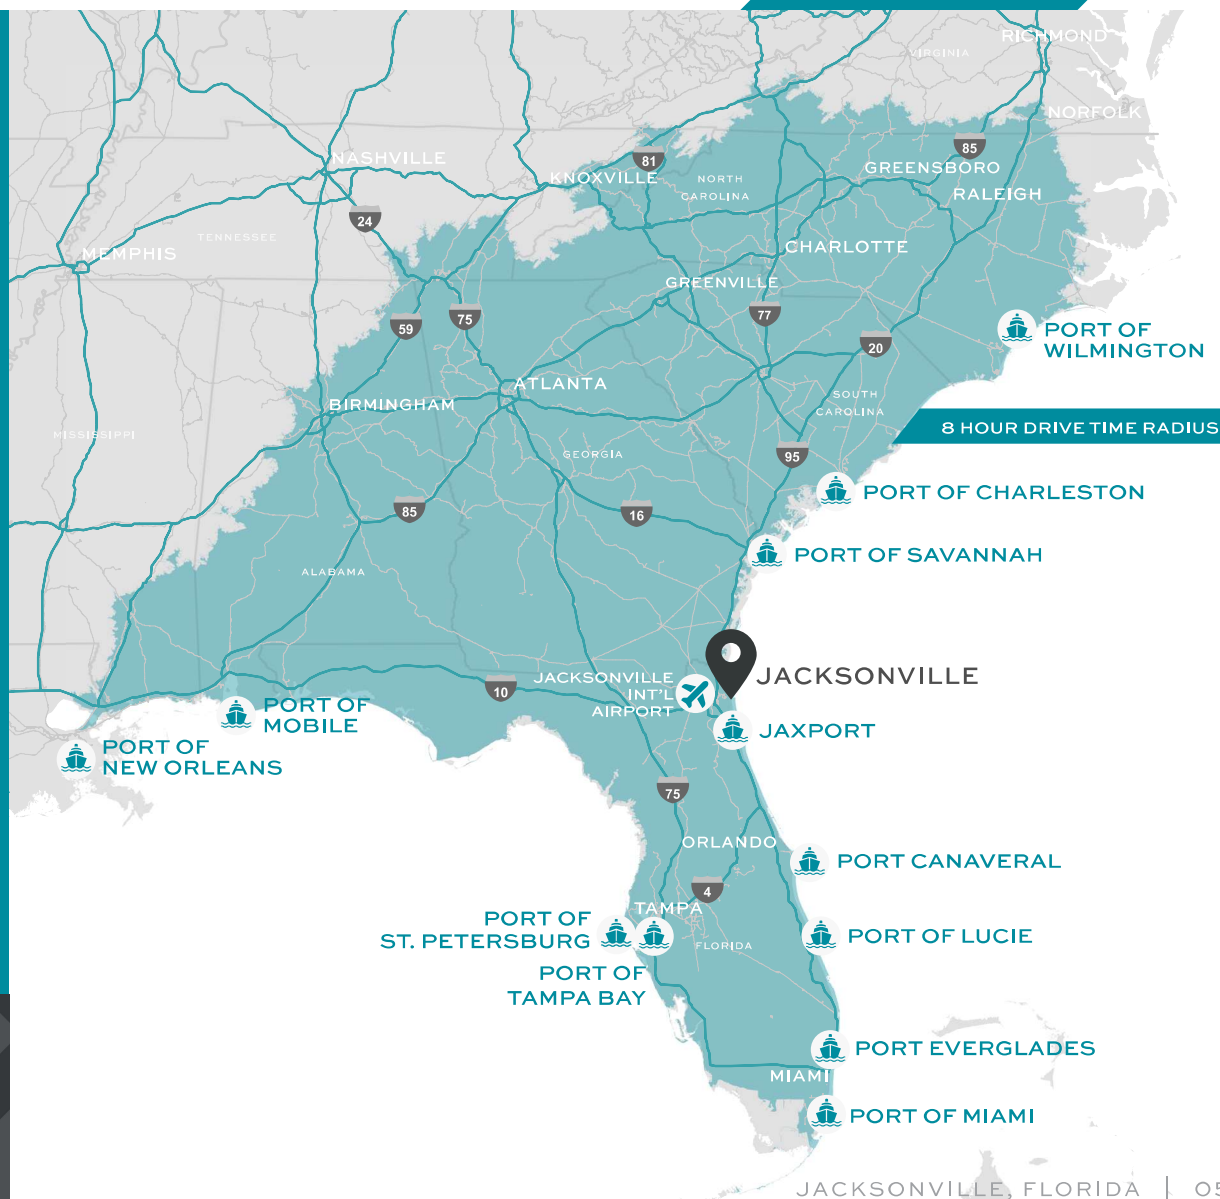 RICHMOND
VIRGINIA
NORFOLK
NASHVILLE
81
85
GREENSBORO
KNOXVILLE
NORTH
CAROLINA
RALEIGH
24
TENNESSEE
MEMPHIS
CHARLOTTE
GREENVILLE
59
75
77
20
PORT OF
WILMINGTON
ATLANTA
SOUTH
CAROLINA
BIRMINGHAM
8 HOUR DRIVE TIME RADIUS
MISSISSIPPI
GEORGIA
95
PORT OF CHARLESTON
85
16
PORT OF SAVANNAH
ALABAMA
JACKSONVILLE
INT'L
AIRPORT
JACKSONVILLE
10
PORT OF
MOBILE
JAXPORT
PORT OF
NEW ORLEANS
75
ORLANDO
PORT CANAVERAL
4
TAMPA
PORT OF
ST. PETERSBURG
FLORIDA
PORT OF LUCIE
PORT OF
TAMPA BAY
PORT EVERGLADES
MIAMI
PORT OF MIAMI
JACKSONVILLE, FLORIDA | 05